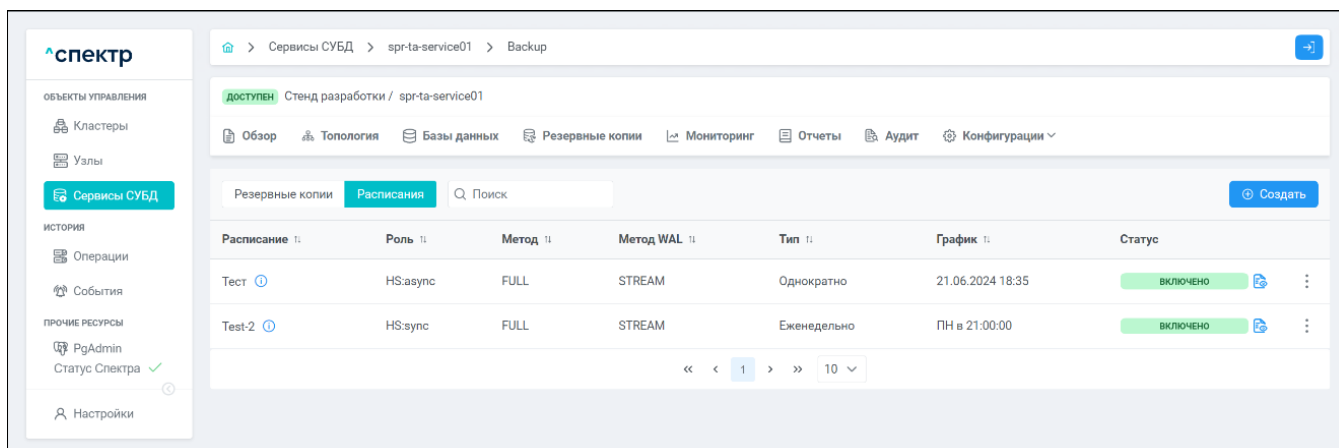 ^спектр
ОБЪЕКТЫ УПРАВЛЕНИЯ
Кластеры
Узлы
Сервисы СУБД
ИСТОРИЯ
Операции
События
ПРОЧИЕ РЕСУРСЫ
PgAdmin
Статус Спектра
Настройки
> Сервисы СУБД > spr-ta-service01 > Backup
ДОСТУПЕН Стенд разработки / spr-ta-service01
Обзор Топология Базы данных Резервные копии Мониторинг Отчеты Аудит Конфигурации
Резервные копии Расписания Поиск Создать
Расписание Роль Метод Метод WAL Тип График Статус
Тест HS:async FULL STREAM Однократно 21.06.2024 18:35 ВКЛЮЧЕНО
Test-2 HS:sync FULL STREAM Еженедельно ПН в 21:00:00 ВКЛЮЧЕНО
« < 1 > » 10